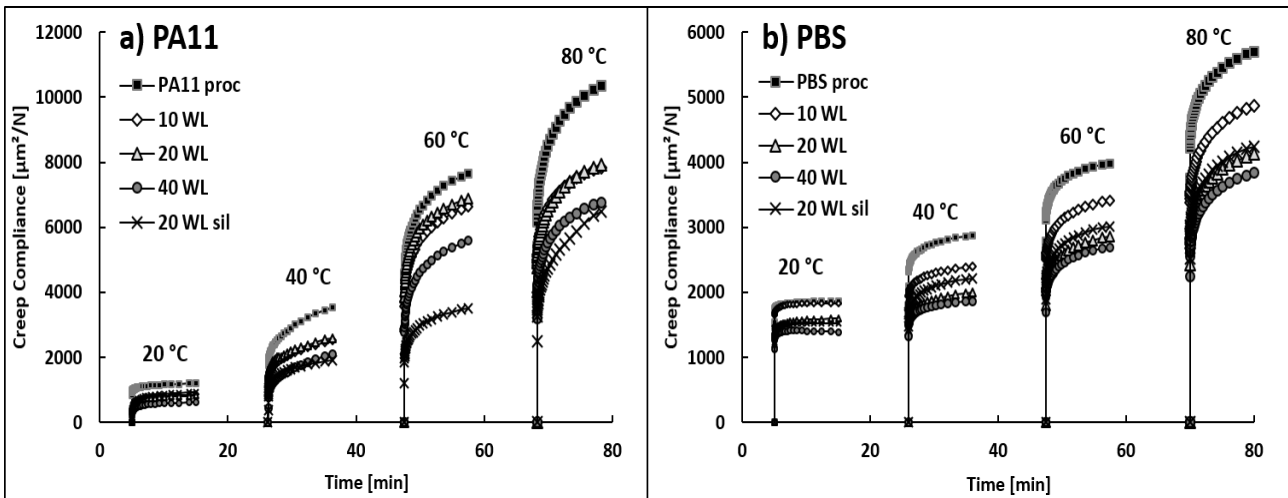 a) PA11
PA11 proc
10 WL
20 WL
40 WL
20 WL sil
20 °C
40 °C
60 °C
80 °C
12000
10000
8000
6000
4000
2000
0
0
20
40
60
80
Creep Compliance [µm²/N]
Time [min]
b) PBS
PBS proc
10 WL
20 WL
40 WL
20 WL sil
20 °C
40 °C
60 °C
80 °C
6000
5000
4000
3000
2000
1000
0
0
20
40
60
80
Creep Compliance [µm²/N]
Time [min]